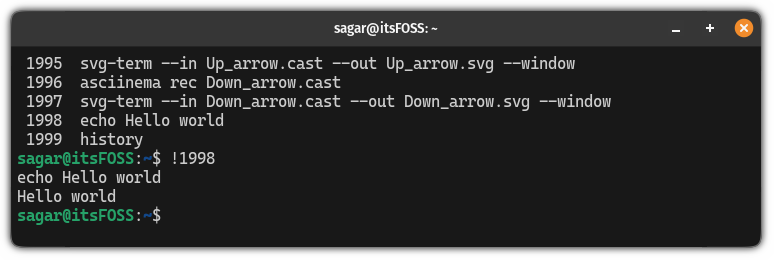 sagar@itsFOSS: ~
1995  svg-term --in Up_arrow.cast --out Up_arrow.svg --window
1996  asciinema rec Down_arrow.cast
1997  svg-term --in Down_arrow.cast --out Down_arrow.svg --window
1998  echo Hello world
1999  history
sagar@itsFOSS:~$ !1998
echo Hello world
Hello world
sagar@itsFOSS:~$